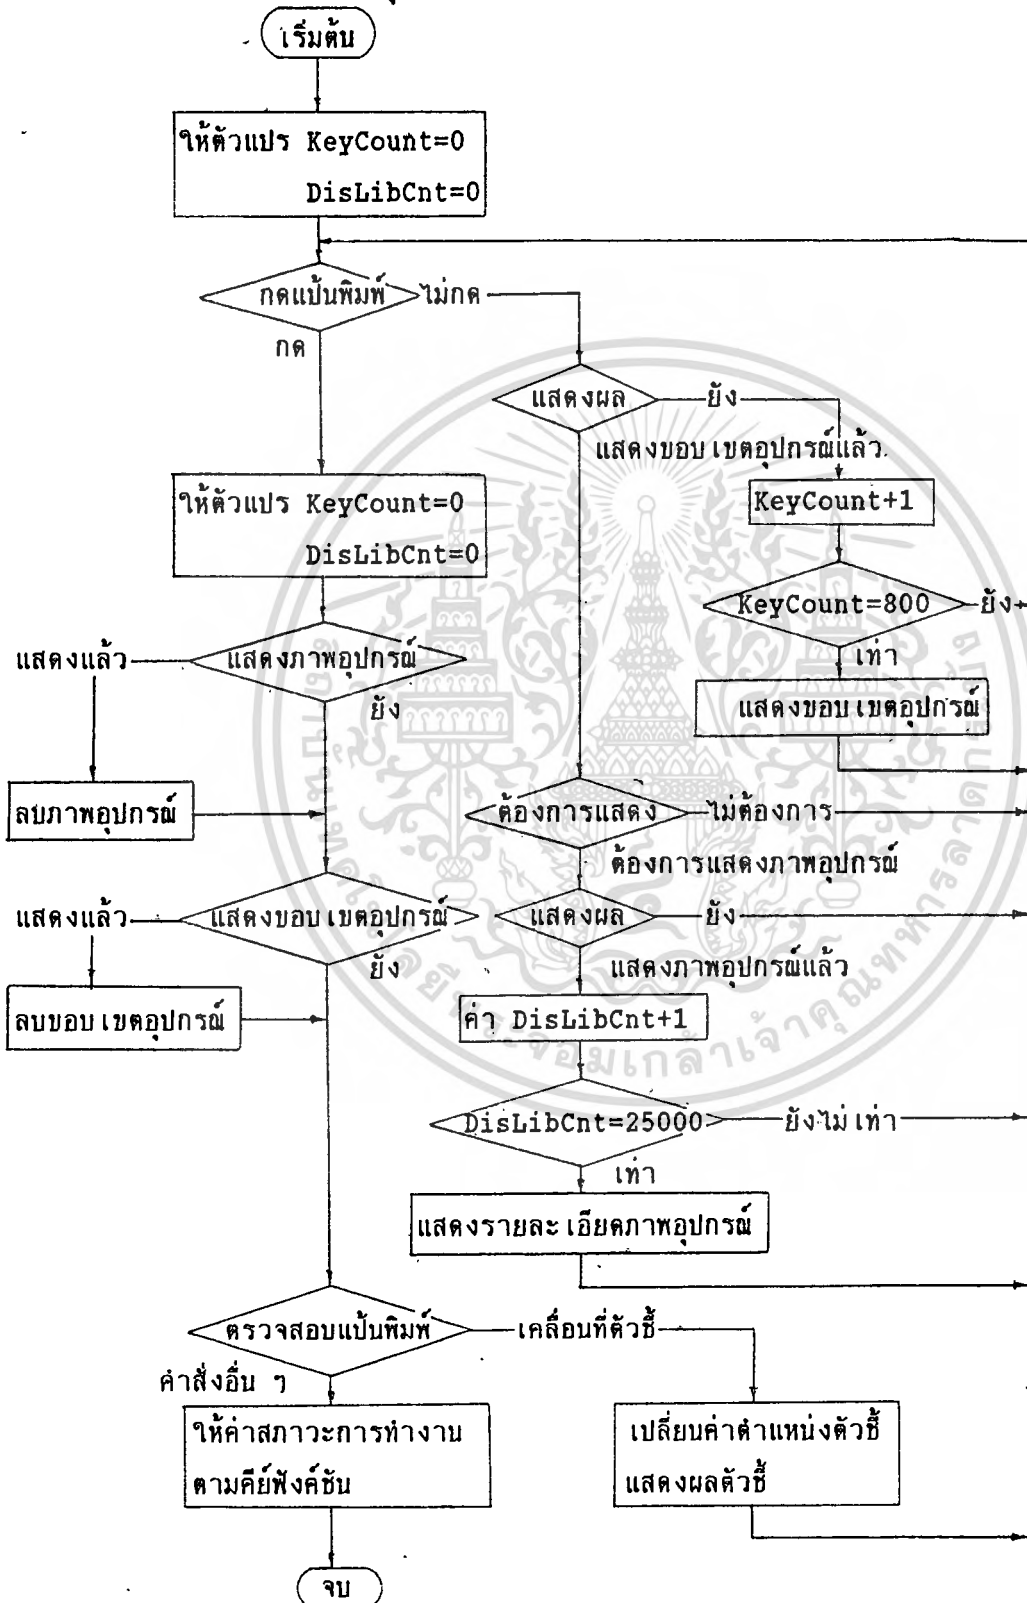 เริ่มต้น
ให้ตัวแปร KeyCount=0
DisLibCnt=0
กดแป้นพิมพ์
ไม่กด
กด
แสดงผล
ยัง
แสดงขอบเขตอุปกรณ์แล้ว
KeyCount+1
ให้ตัวแปร KeyCount=0
DisLibCnt=0
KeyCount=800
ยัง
เท่า
แสดงขอบเขตอุปกรณ์
แสดงแล้ว
แสดงภาพอุปกรณ์
ยัง
ลบภาพอุปกรณ์
ต้องการแสดง
ไม่ต้องการ
ต้องการแสดงภาพอุปกรณ์
แสดงแล้ว
แสดงขอบเขตอุปกรณ์
ยัง
แสดงผล
ยัง
แสดงภาพอุปกรณ์แล้ว
ลบขอบเขตอุปกรณ์
ค่า DisLibCnt+1
DisLibCnt=25000
ยังไม่เท่า
เท่า
แสดงรายละเอียดภาพอุปกรณ์
ตรวจสอบแป้นพิมพ์
เคลื่อนที่ตัวชี้
คำสั่งอื่น ๆ
ให้ค่าสภาวะการทำงาน
ตามคีย์ฟังค์ชัน
เปลี่ยนค่าตำแหน่งตัวชี้
แสดงผลตัวชี้
จบ